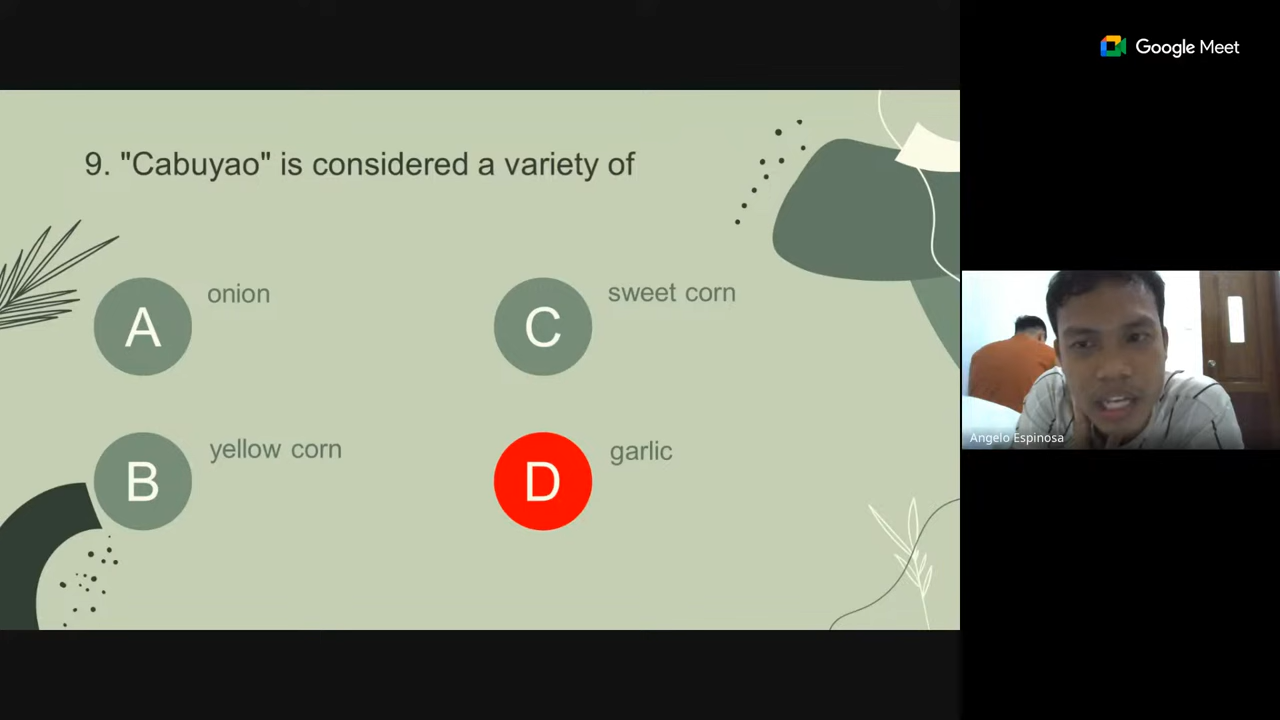 Google Meet
9. "Cabuyao" is considered a variety of
A
onion
C
sweet corn
B
yellow corn
D
garlic
Angelo Espinosa